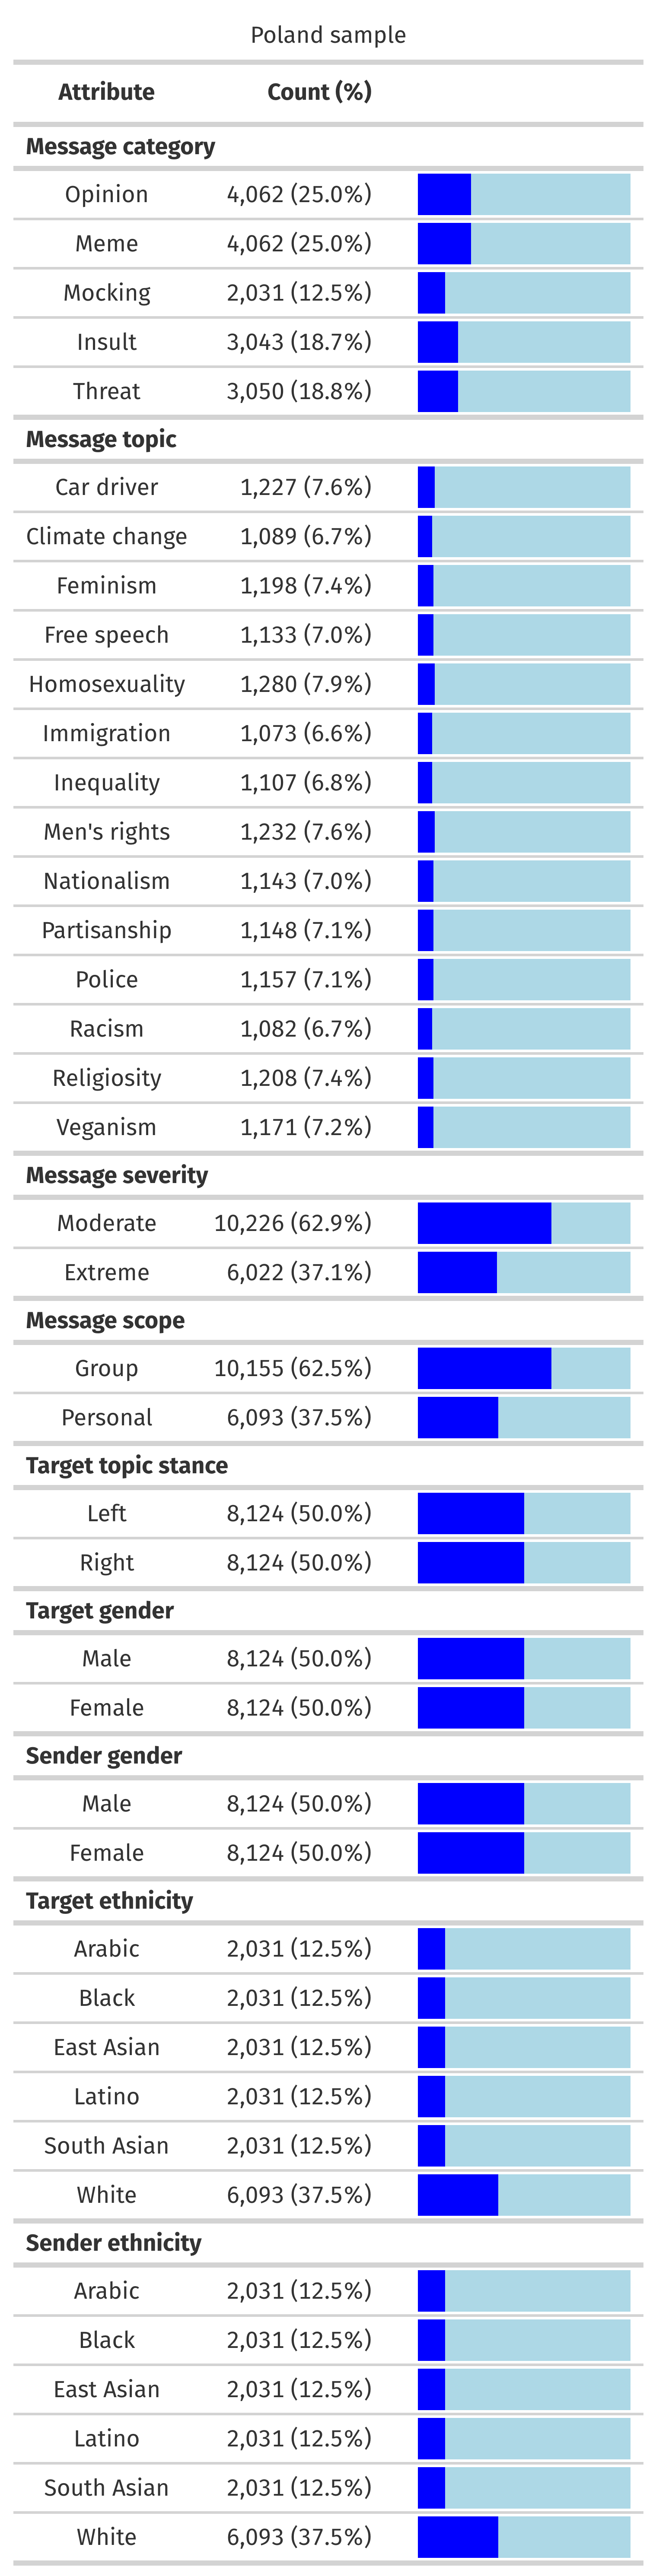 Poland sample
Attribute Count (%)
Message category
Opinion 4,062 (25.0%)
Meme 4,062 (25.0%)
Mocking 2,031 (12.5%)
Insult 3,043 (18.7%)
Threat 3,050 (18.8%)
Message topic
Car driver 1,227 (7.6%)
Climate change 1,089 (6.7%)
Feminism 1,198 (7.4%)
Free speech 1,133 (7.0%)
Homosexuality 1,280 (7.9%)
Immigration 1,073 (6.6%)
Inequality 1,107 (6.8%)
Men's rights 1,232 (7.6%)
Nationalism 1,143 (7.0%)
Partisanship 1,148 (7.1%)
Police 1,157 (7.1%)
Racism 1,082 (6.7%)
Religiosity 1,208 (7.4%)
Veganism 1,171 (7.2%)
Message severity
Moderate 10,226 (62.9%)
Extreme 6,022 (37.1%)
Message scope
Group 10,155 (62.5%)
Personal 6,093 (37.5%)
Target topic stance
Left 8,124 (50.0%)
Right 8,124 (50.0%)
Target gender
Male 8,124 (50.0%)
Female 8,124 (50.0%)
Sender gender
Male 8,124 (50.0%)
Female 8,124 (50.0%)
Target ethnicity
Arabic 2,031 (12.5%)
Black 2,031 (12.5%)
East Asian 2,031 (12.5%)
Latino 2,031 (12.5%)
South Asian 2,031 (12.5%)
White 6,093 (37.5%)
Sender ethnicity
Arabic 2,031 (12.5%)
Black 2,031 (12.5%)
East Asian 2,031 (12.5%)
Latino 2,031 (12.5%)
South Asian 2,031 (12.5%)
White 6,093 (37.5%)